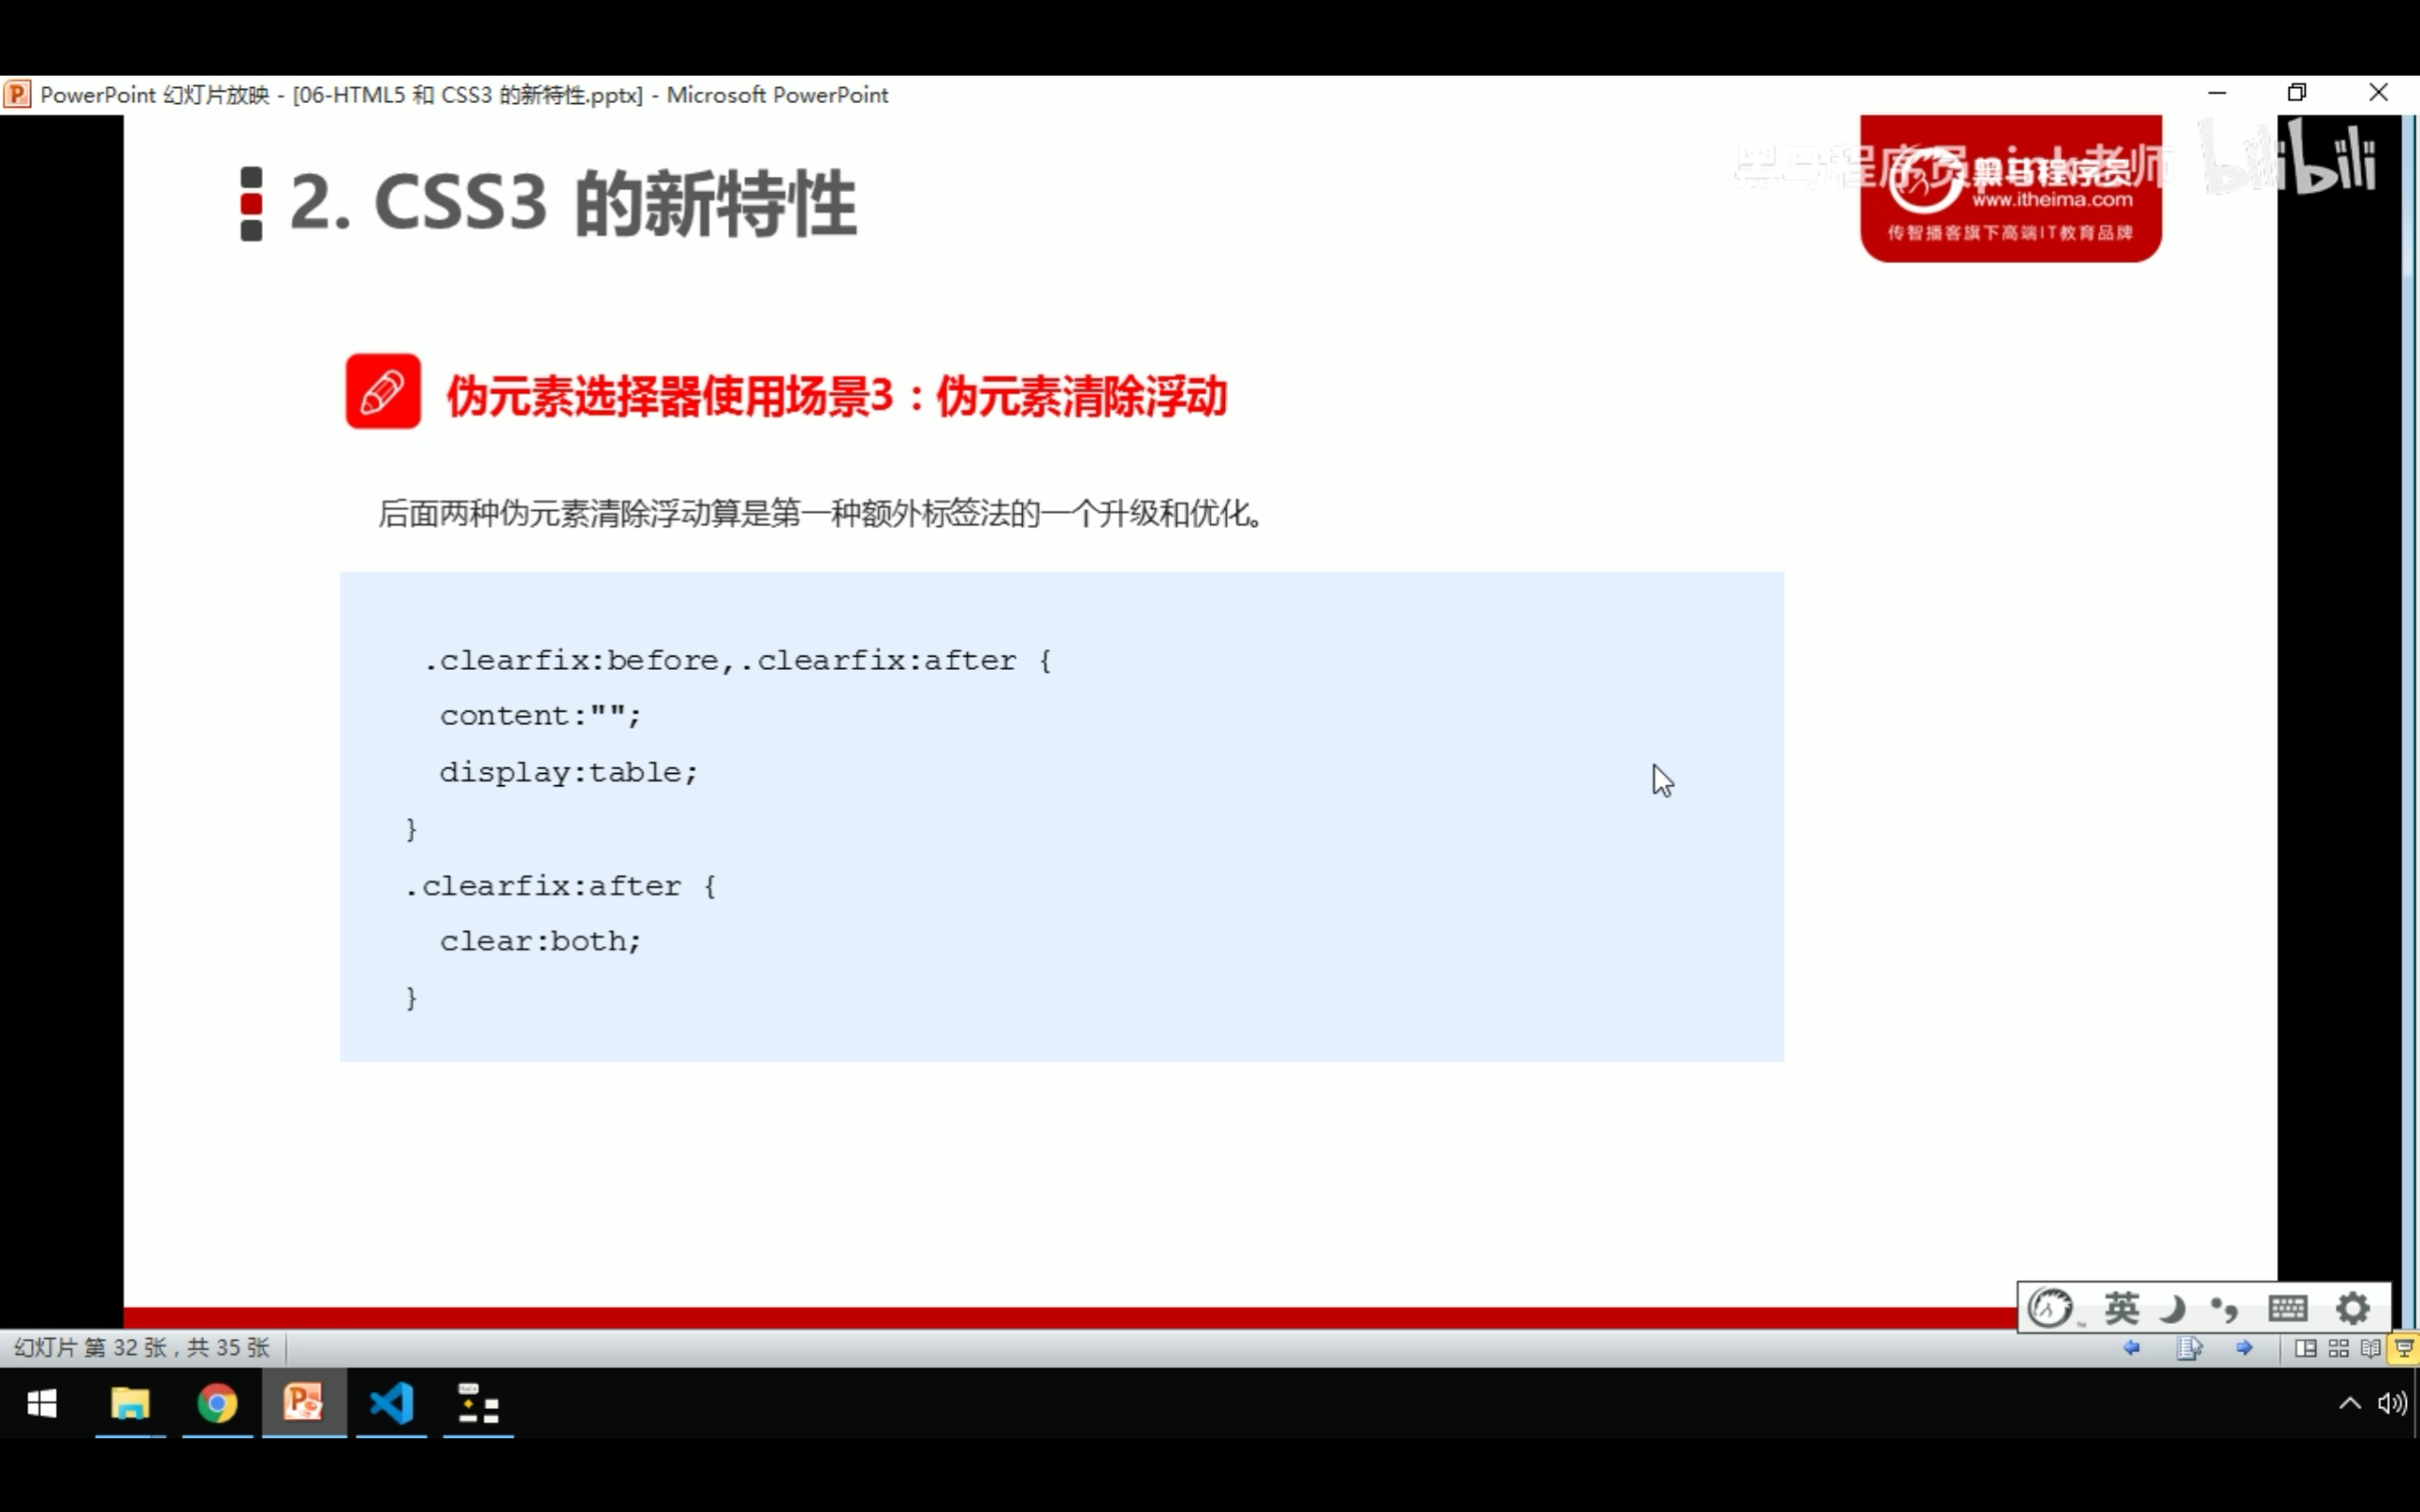 PowerPoint 幻灯片放映 - [06-HTML5 和 CSS3 的新特性.pptx] - Microsoft PowerPoint
2. CSS3 的新特性
黑马程序员pink老师
bilibili
黑马程序员
www.itheima.com
传智播客旗下高端IT教育品牌
伪元素选择器使用场景3：伪元素清除浮动
后面两种伪元素清除浮动算是第一种额外标签法的一个升级和优化。
.clearfix:before,.clearfix:after {
content:"";
display:table;
}
.clearfix:after {
clear:both;
}
英
幻灯片 第 32 张，共 35 张